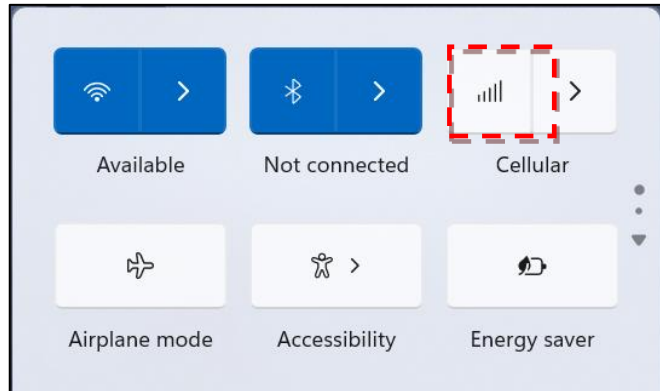 Available
Not connected
Cellular
Airplane mode
Accessibility
Energy saver